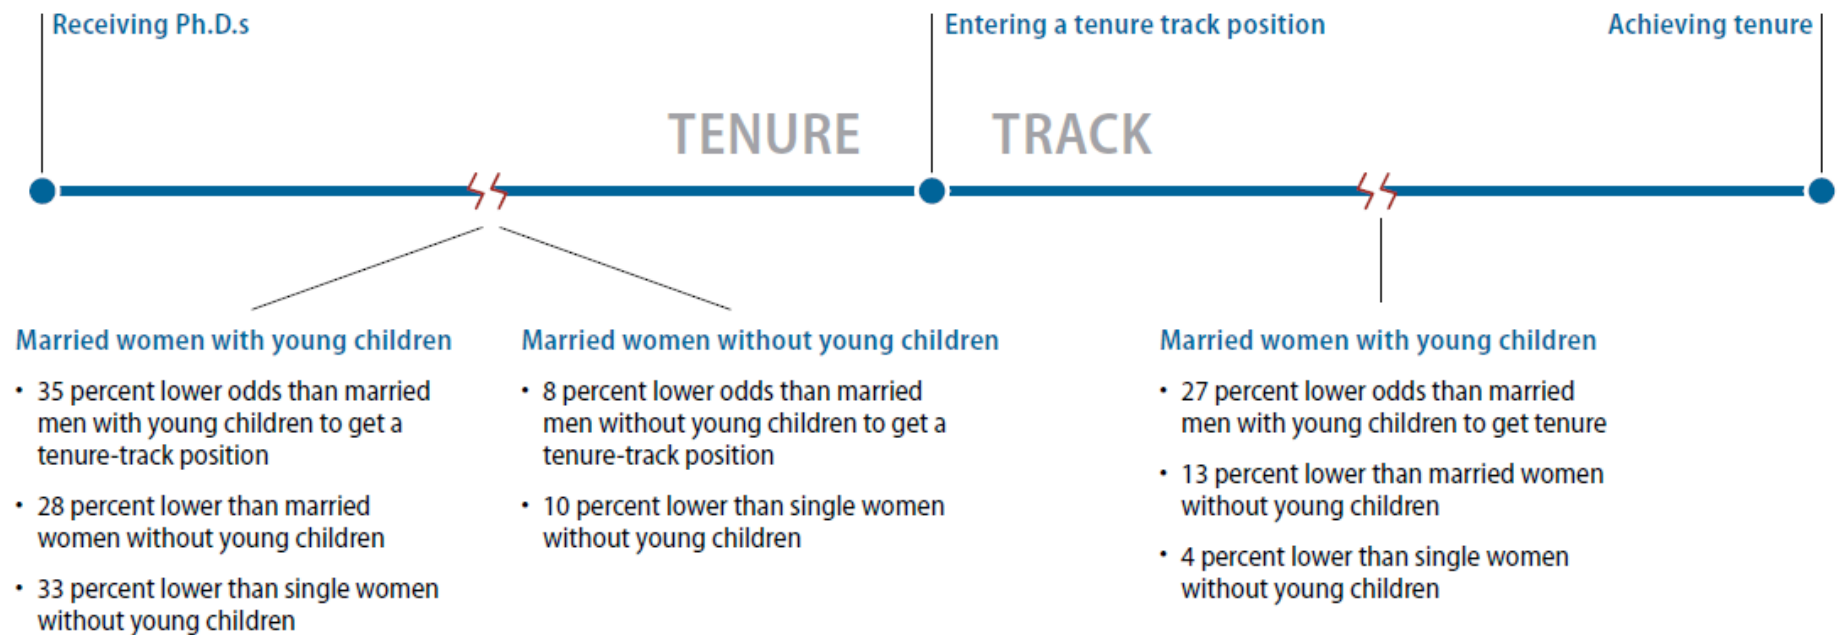 Receiving Ph.D.s
Entering a tenure track position
Achieving tenure
TENURE TRACK
Married women with young children
• 35 percent lower odds than married
men with young children to get a
tenure-track position
• 28 percent lower than married
women without young children
• 33 percent lower than single women
without young children
Married women without young children
• 8 percent lower odds than married
men without young children to get a
tenure-track position
• 10 percent lower than single women
without young children
Married women with young children
• 27 percent lower odds than married
men with young children to get tenure
• 13 percent lower than married women
without young children
• 4 percent lower than single women
without young children